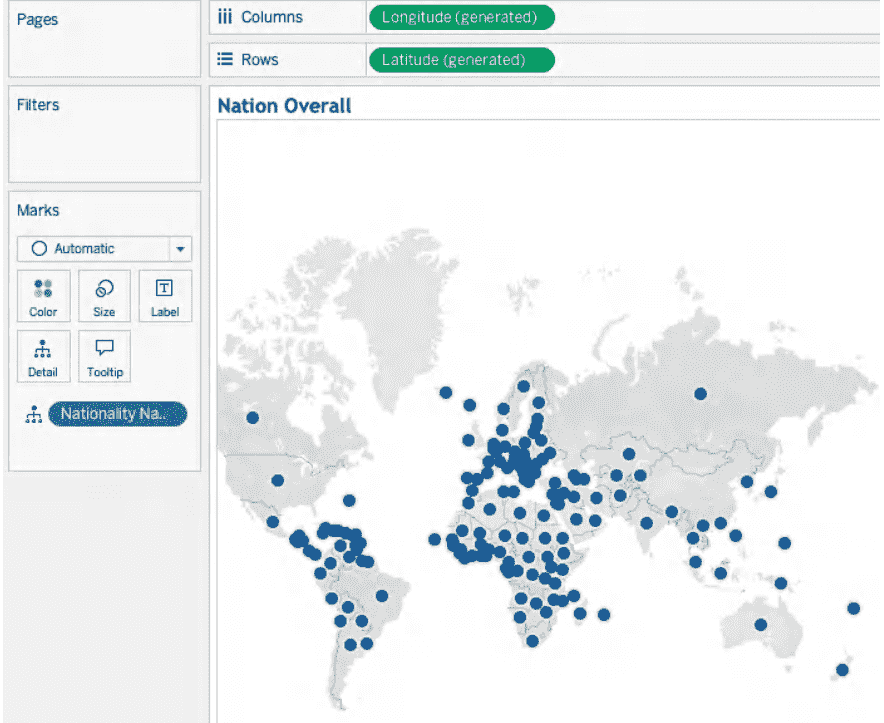 Pages
Columns
Longitude (generated)
Rows
Latitude (generated)
Filters
Nation Overall
Marks
Automatic
Color
Size
Label
Detail
Tooltip
Nationality Na..